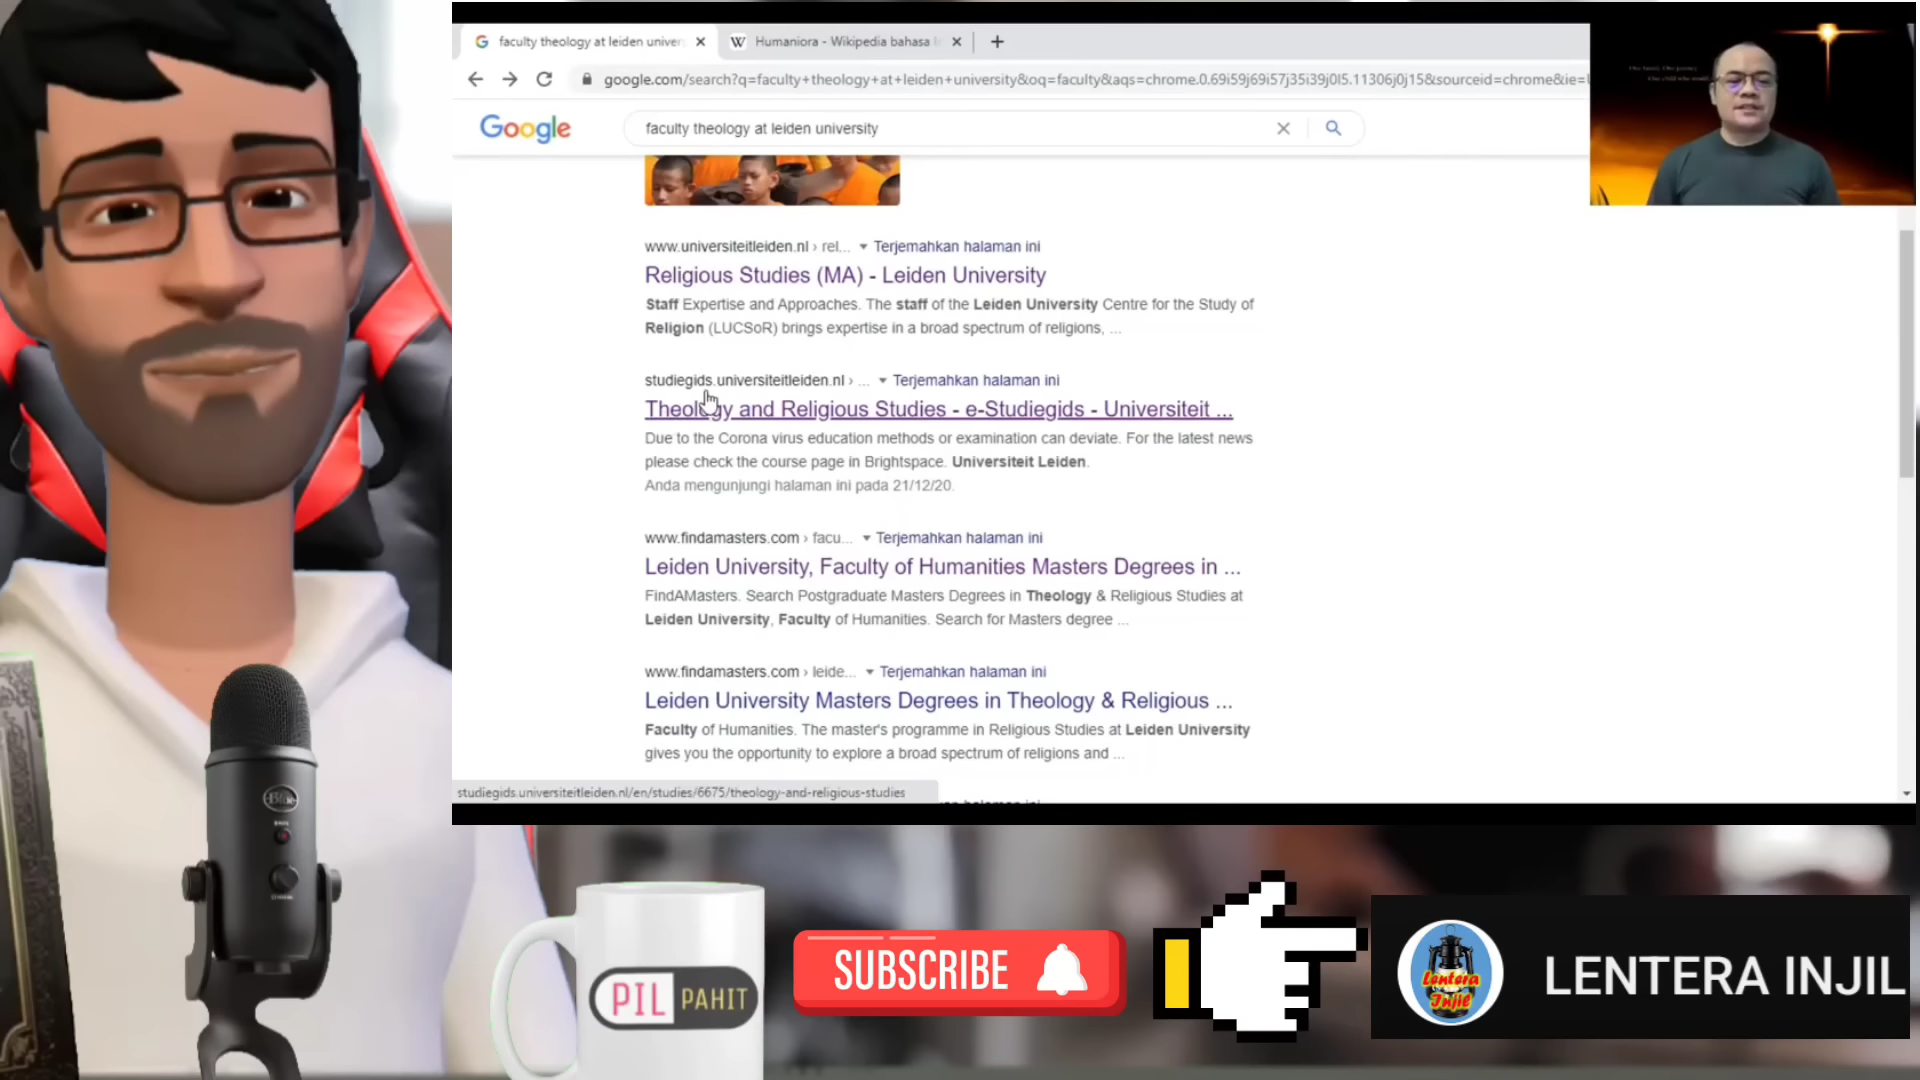 faculty theology at leiden univer
Humaniora - Wikipedia bahasa
google.com/search?q=faculty+theology+at+leiden+university&oq=faculty&aqs=chrome.0.69i59j69i57j35i39j0l5.11306j0j15&sourceid=chrome&ie=
Google
faculty theology at leiden university
www.universiteitleiden.nl › rel... Terjemahkan halaman ini
Religious Studies (MA) - Leiden University
Staff Expertise and Approaches. The staff of the Leiden University Centre for the Study of
Religion (LUCSoR) brings expertise in a broad spectrum of religions, ...
studiegids.universiteitleiden.nl › ... Terjemahkan halaman ini
Theology and Religious Studies - e-Studiegids - Universiteit ...
Due to the Corona virus education methods or examination can deviate. For the latest news
please check the course page in Brightspace. Universiteit Leiden.
Anda mengunjungi halaman ini pada 21/12/20.
www.findamasters.com › facu... Terjemahkan halaman ini
Leiden University, Faculty of Humanities Masters Degrees in ...
FindAMasters. Search Postgraduate Masters Degrees in Theology & Religious Studies at
Leiden University, Faculty of Humanities. Search for Masters degree ...
www.findamasters.com › leide... Terjemahkan halaman ini
Leiden University Masters Degrees in Theology & Religious ...
Faculty of Humanities. The master's programme in Religious Studies at Leiden University
gives you the opportunity to explore a broad spectrum of religions and ...
studiegids.universiteitleiden.nl/en/studies/6675/theology-and-religious-studies
Blue
PIL PAHIT
SUBSCRIBE
Lentera
Injil
LENTERA INJIL